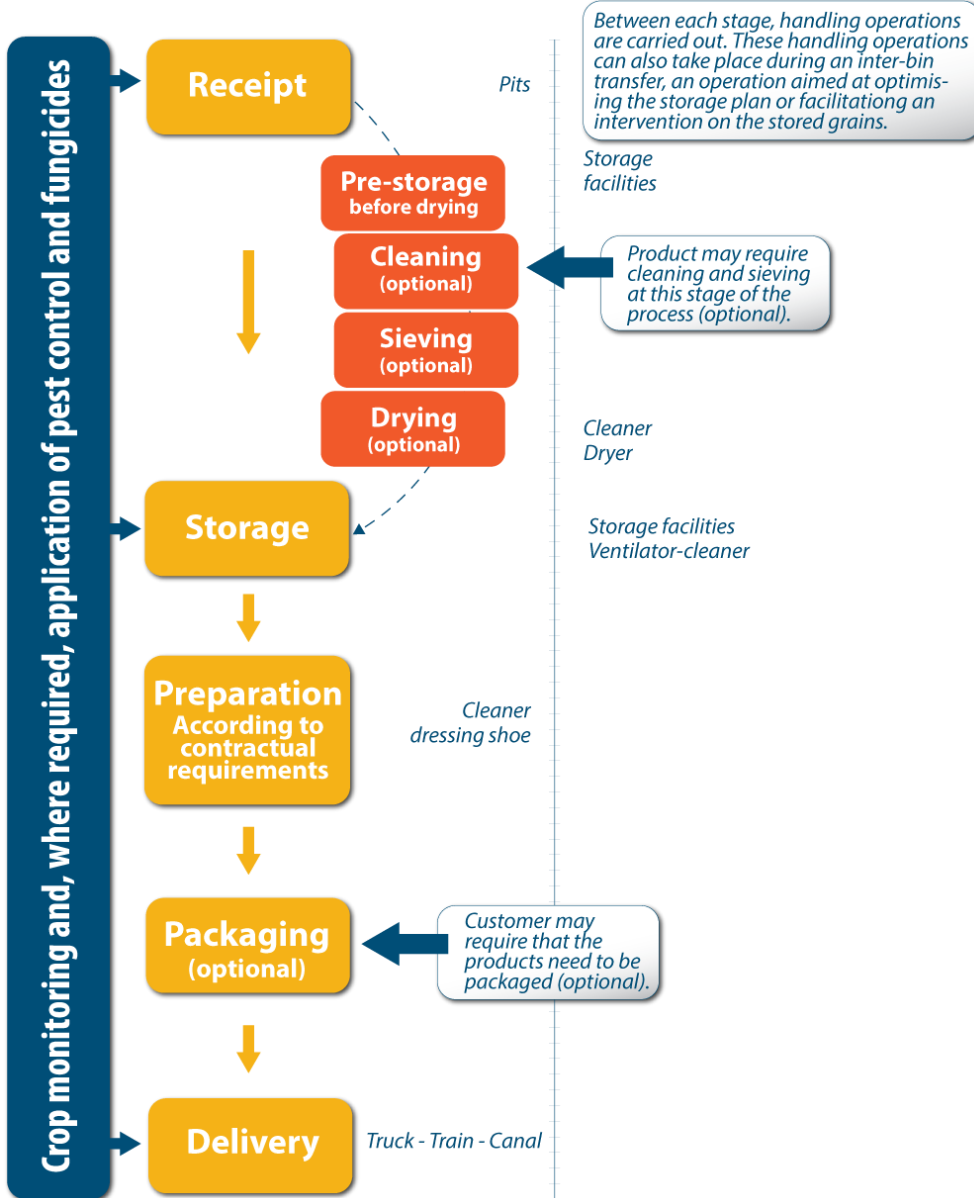 Crop monitoring and, where required, application of pest control and fungicides
Receipt
Pits
Between each stage, handling operations
are carried out. These handling operations
can also take place during an inter-bin
transfer, an operation aimed at optimis-
ing the storage plan or facilitationg an
intervention on the stored grains.
Storage
facilities
Pre-storage
before drying
Cleaning
(optional)
Product may require
cleaning and sieving
at this stage of the
process (optional).
Sieving
(optional)
Drying
(optional)
Cleaner
Dryer
Storage
Storage facilities
Ventilator-cleaner
Preparation
According to
contractual
requirements
Cleaner
dressing shoe
Packaging
(optional)
Customer may
require that the
products need to be
packaged (optional).
Delivery
Truck - Train - Canal